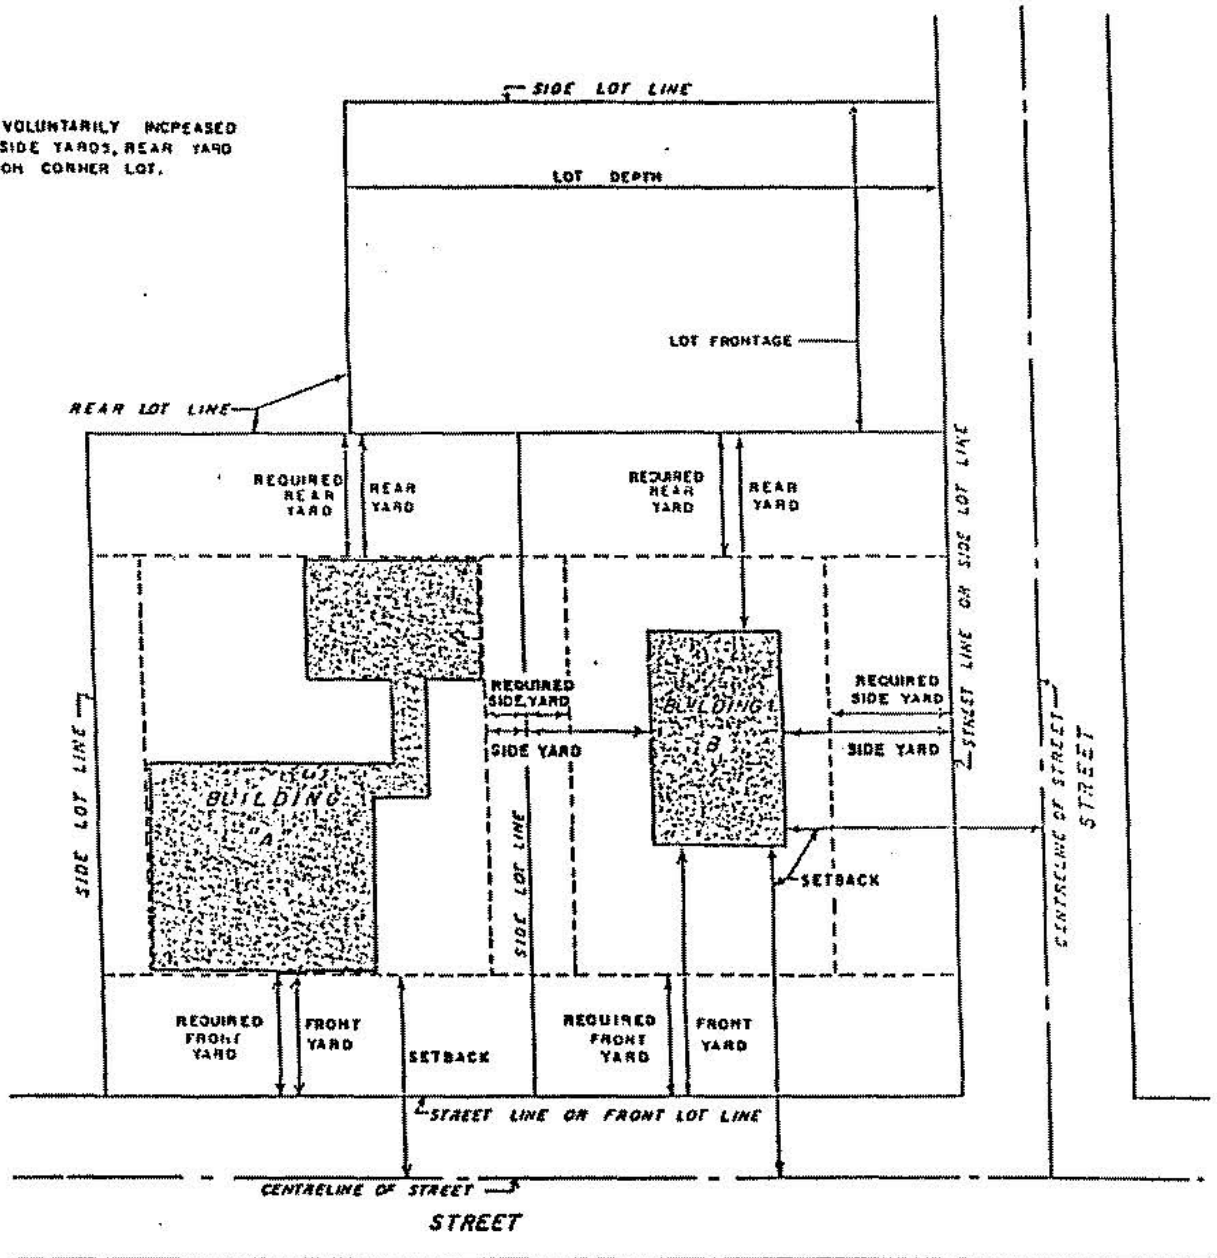 SIDE LOT LINE
VOLUNTARILY INCPEASED
SIDE YARDS, REAR YARD
ON CORNER LOT.
LOT DEPTH
LOT FRONTAGE
REAR LOT LINE
REQUIRED
REAR
YARD
REAR
YARD
REQUIRED
REAR
YARD
REAR
YARD
STREET LINE OR SIDE LOT LINE
REQUIRED
SIDE YARD
SIDE YARD
BUILDING
B
REQUIRED
SIDE YARD
SIDE YARD
SIDE LOT LINE
BUILDING
"A"
SIDE LOT LINE
SETBACK
CENTRELINE OF STREET
STREET
REQUIRED
FRONT
YARD
FRONT
YARD
SETBACK
REQUIRED
FRONT
YARD
FRONT
YARD
STREET LINE OR FRONT LOT LINE
CENTRELINE OF STREET
STREET